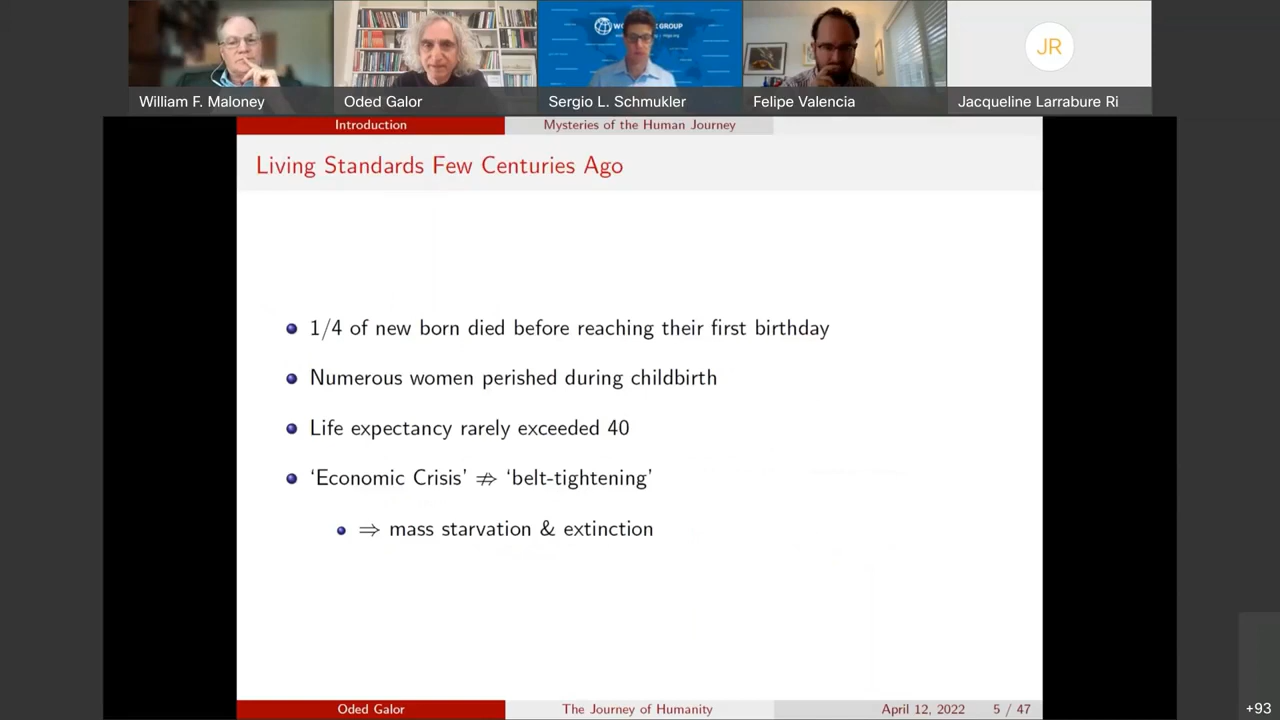 GROUP
William F. Maloney
Oded Galor
Sergio L. Schmukler
Felipe Valencia
JR
Jacqueline Larrabure Ri
Introduction
Mysteries of the Human Journey
Living Standards Few Centuries Ago
1/4 of new born died before reaching their first birthday
Numerous women perished during childbirth
Life expectancy rarely exceeded 40
‘Economic Crisis’ ⇏ ‘belt-tightening’
⇒ mass starvation & extinction
Oded Galor
The Journey of Humanity
April 12, 2022
5 / 47
+93